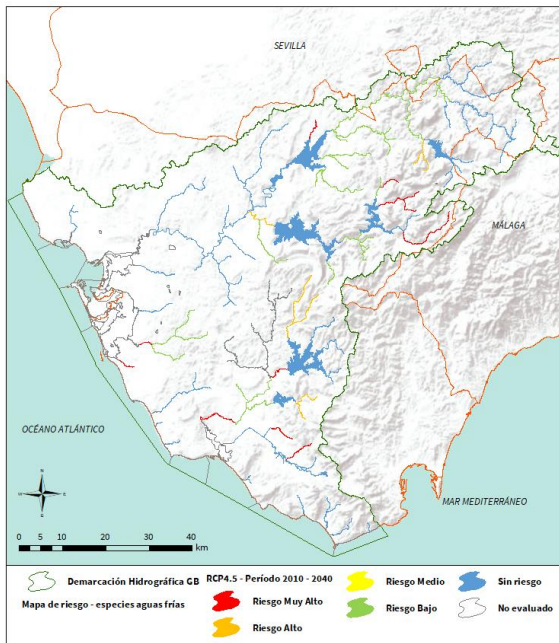 SEVILLA
MÁLAGA
OCÉANO ATLÁNTICO
MAR MEDITERRÁNEO
N
W E
S
0 5 10 20 30 40
km
Demarcación Hidrográfica GB
Mapa de riesgo - especies aguas frías
RCP4.5 - Período 2010 - 2040
Riesgo Muy Alto
Riesgo Alto
Riesgo Medio
Riesgo Bajo
Sin riesgo
No evaluado